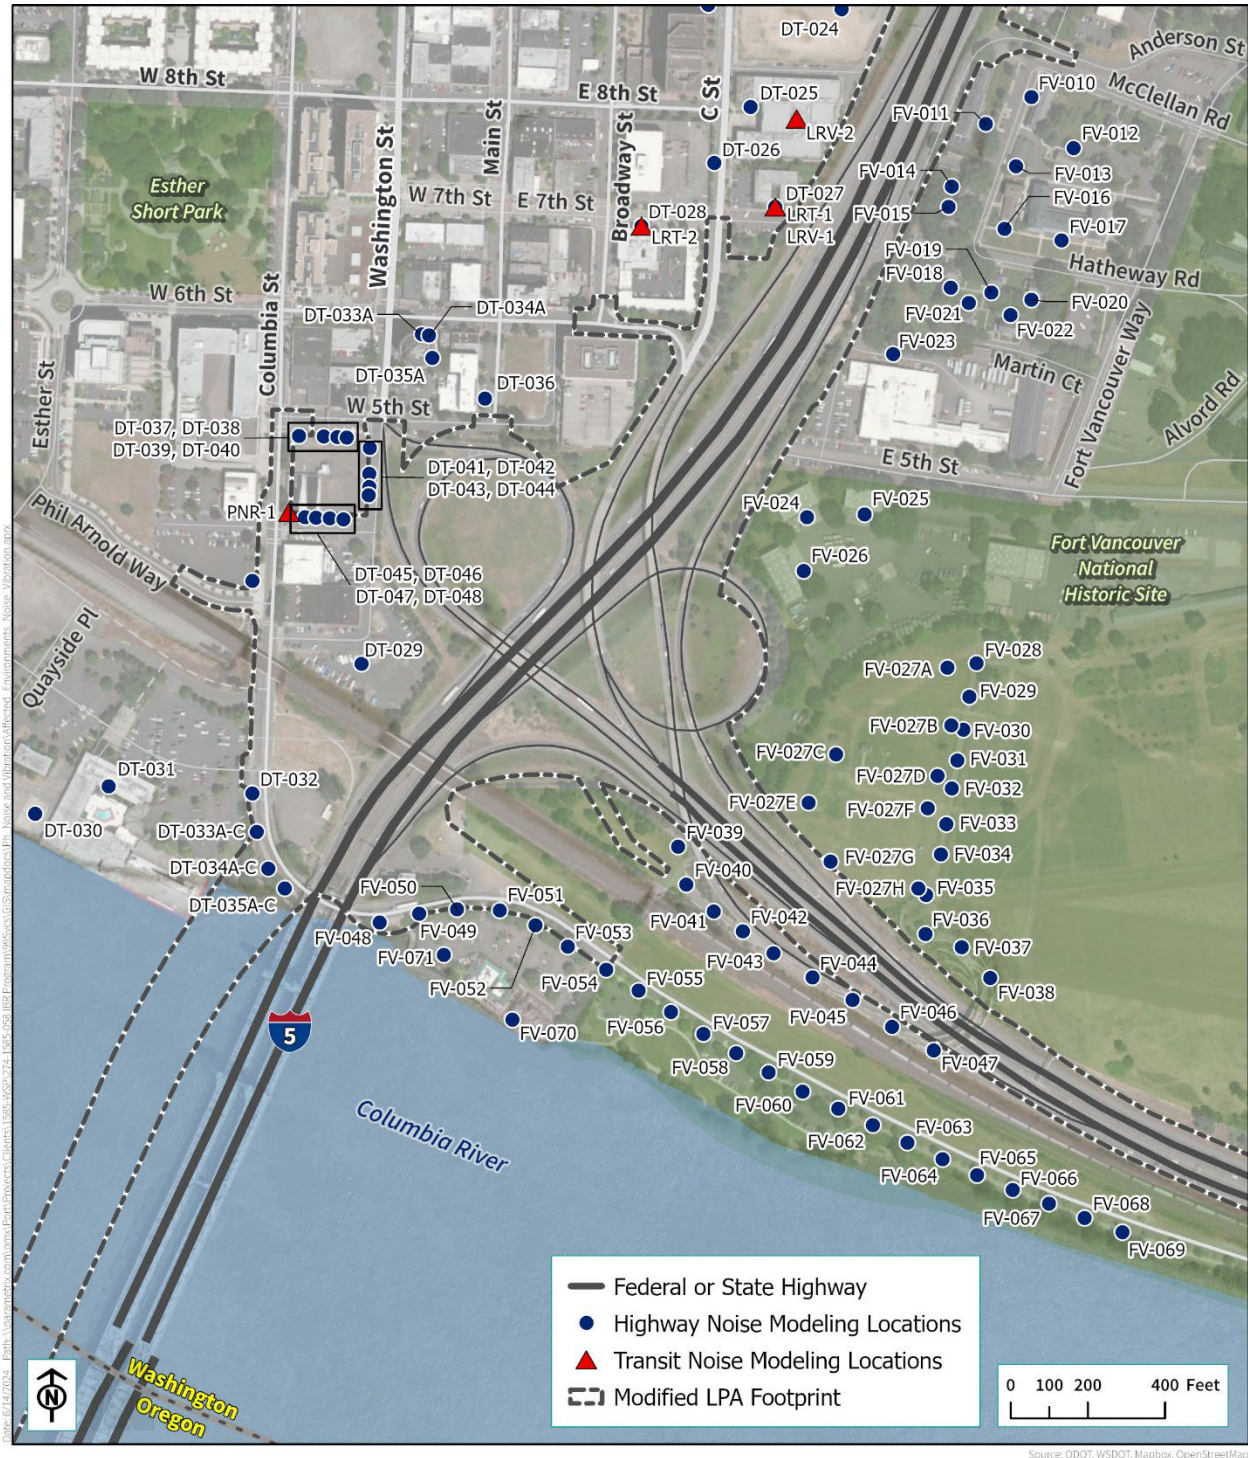 DT-024
Anderson St
McClellan Rd
W 8th St
E 8th St
C St
DT-025
LRV-2
FV-010
FV-011
FV-012
Washington St
Main St
Broadway St
DT-026
FV-013
FV-014
FV-016
Esther
Short Park
W 7th St
E 7th St
DT-027
LRT-1
LRV-1
DT-028
LRT-2
FV-015
FV-017
FV-019
FV-018
Hatheway Rd
W 6th St
FV-020
FV-021
FV-022
DT-033A
DT-034A
Columbia St
FV-023
Martin Ct
Fort Vancouver Way
DT-035A
DT-036
Esther St
W 5th St
Alvord Rd
DT-037, DT-038
DT-039, DT-040
DT-041, DT-042
DT-043, DT-044
E 5th St
PNR-1
FV-024
FV-025
Phil Arnold Way
FV-026
Fort Vancouver
National
Historic Site
DT-045, DT-046
DT-047, DT-048
Quayside Pl
DT-029
FV-027A
FV-028
FV-029
FV-027B
FV-030
FV-027C
FV-031
DT-031
FV-027D
FV-032
DT-032
FV-027E
FV-027F
DT-030
FV-033
DT-033A-C
FV-039
FV-034
FV-027G
DT-034A-C
FV-040
FV-027H
FV-035
DT-035A-C
FV-050
FV-051
FV-041
FV-042
FV-036
FV-048
FV-049
FV-053
FV-037
FV-071
FV-043
FV-044
FV-052
FV-054
FV-055
FV-038
FV-045
FV-056
FV-046
5
FV-070
FV-057
FV-047
FV-058
FV-059
FV-060
FV-061
Columbia River
FV-062
FV-063
FV-064
FV-065
FV-066
FV-067
FV-068
FV-069
Federal or State Highway
Highway Noise Modeling Locations
Transit Noise Modeling Locations
Modified LPA Footprint
Washington
Oregon
N
0 100 200 400 Feet
Source: ODOT, WSDOT, Mapbox, OpenStreetMap